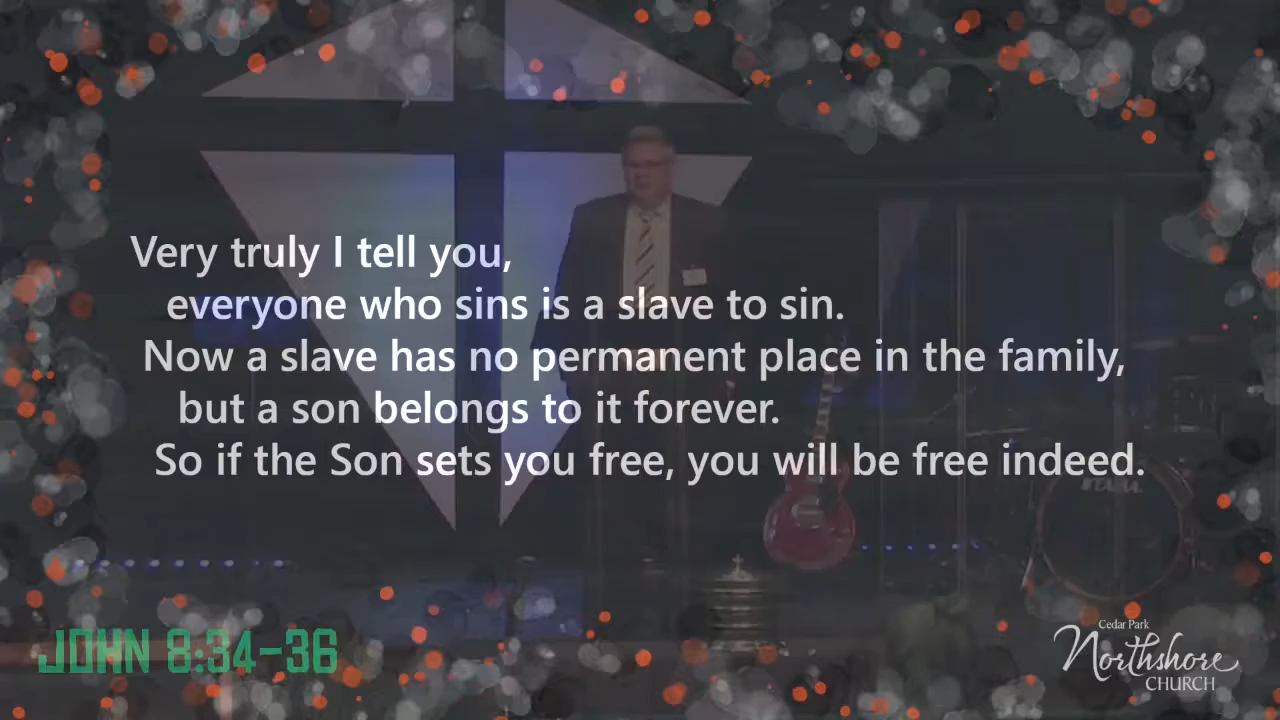 Very truly I tell you,
everyone who sins is a slave to sin.
Now a slave has no permanent place in the family,
but a son belongs to it forever.
So if the Son sets you free, you will be free indeed.
TAMA
JOHN 8:34-36
Cedar Park
Northshore
CHURCH